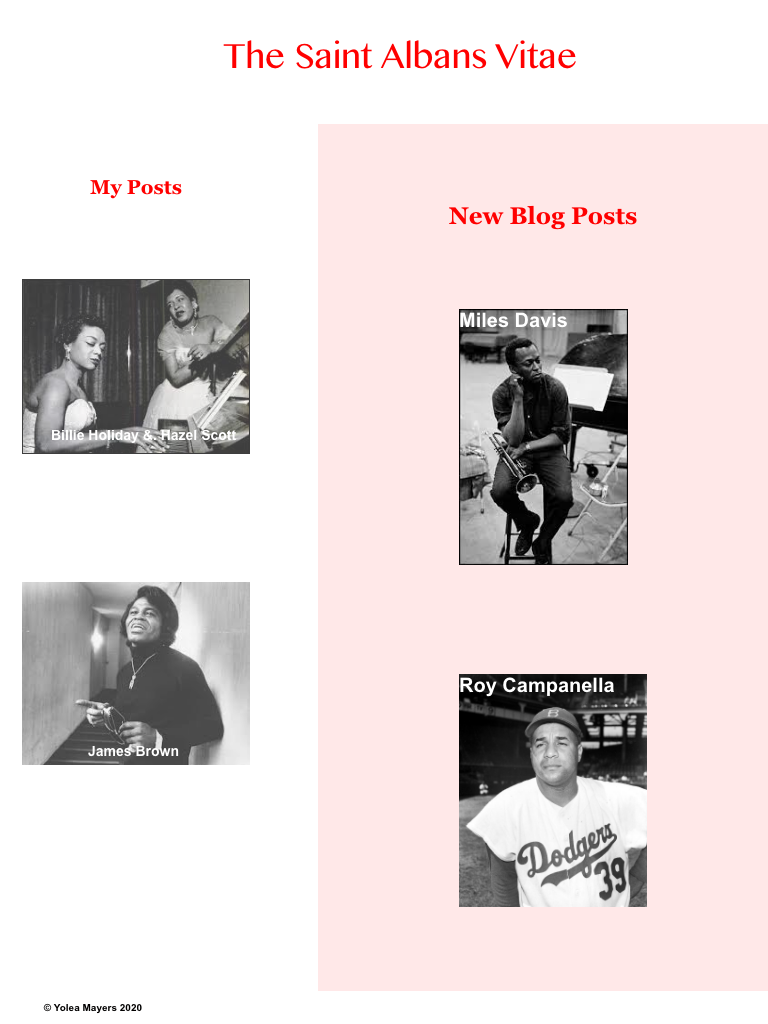 The Saint Albans Vitae
My Posts
New Blog Posts
Billie Holiday &. Hazel Scott
Miles Davis
James Brown
Roy Campanella
B
Dodgers
39
© Yolea Mayers 2020